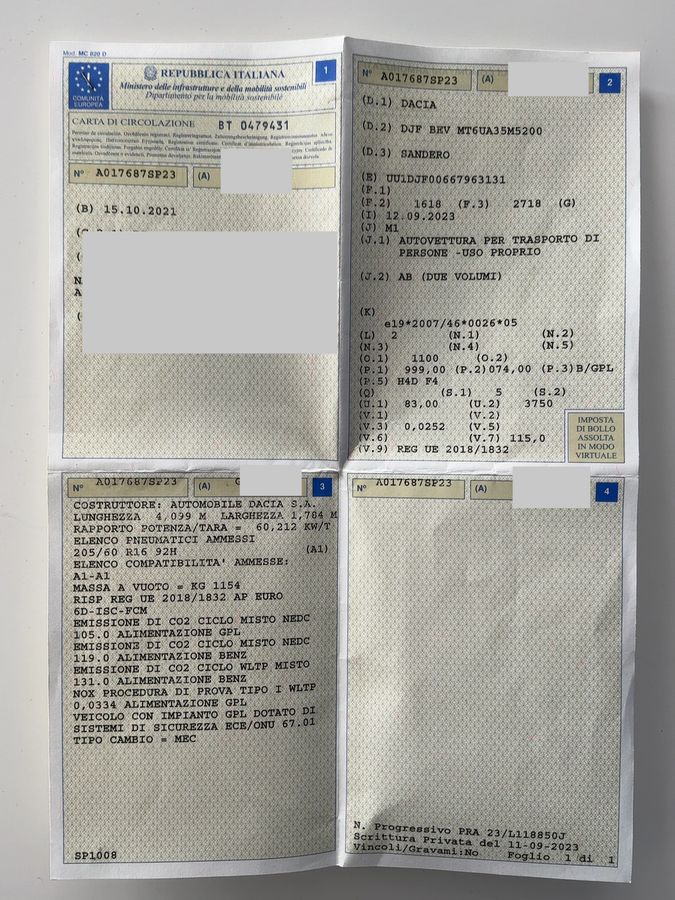 Mod. MC 820 D
COMUNITÀ
EUROPEA
REPUBBLICA ITALIANA
1
Ministero delle infrastrutture e della mobilità sostenibili
Dipartimento per la mobilità sostenibile
CARTA DI CIRCOLAZIONE
BT 0479431
N° A017687SP23 (A)
(B) 15.10.2021
N° A017687SP23 (A)
2
(D.1) DACIA
(D.2) DJF BEV MT6UA35M5200
(D.3) SANDERO
(E) UU1DJF00667963131
(F.1)
(F.2) 1618 (F.3) 2718 (G)
(I) 12.09.2023
(J) M1
(J.1) AUTOVETTURA PER TRASPORTO DI
PERSONE -USO PROPRIO
(J.2) AB (DUE VOLUMI)
(K)
e19*2007/46*0026*05
(L) 2 (N.1) (N.2)
(N.3) (N.4) (N.5)
(O.1) 1100 (O.2)
(P.1) 999,00 (P.2)074,00 (P.3)B/GPL
(P.5) H4D F4
(Q) (S.1) 5 (S.2)
(U.1) 83,00 (U.2) 3750
(V.1) (V.2)
(V.3) 0,0252 (V.5)
(V.6) (V.7) 115,0
(V.9) REG UE 2018/1832
IMPOSTA
DI BOLLO
ASSOLTA
IN MODO
VIRTUALE
N° A017687SP23 (A)
3
COSTRUTTORE: AUTOMOBILE DACIA S.A.
LUNGHEZZA 4,099 M LARGHEZZA 1,784 M
RAPPORTO POTENZA/TARA = 60,212 KW/T
ELENCO PNEUMATICI AMMESSI
205/60 R16 92H (A1)
ELENCO COMPATIBILITA' AMMESSE:
A1-A1
MASSA A VUOTO = KG 1154
RISP REG UE 2018/1832 AP EURO
6D-ISC-FCM
EMISSIONE DI CO2 CICLO MISTO NEDC
105.0 ALIMENTAZIONE GPL
EMISSIONE DI CO2 CICLO MISTO NEDC
119.0 ALIMENTAZIONE BENZ
EMISSIONE DI CO2 CICLO WLTP MISTO
131.0 ALIMENTAZIONE BENZ
NOX PROCEDURA DI PROVA TIPO I WLTP
0,0334 ALIMENTAZIONE GPL
VEICOLO CON IMPIANTO GPL DOTATO DI
SISTEMI DI SICUREZZA ECE/ONU 67.01
TIPO CAMBIO = MEC
SP1008
N° A017687SP23 (A)
4
N. Progressivo PRA 23/L118850J
Scrittura Privata del 11-09-2023
Vincoli/Gravami:No Foglio 1 di 1